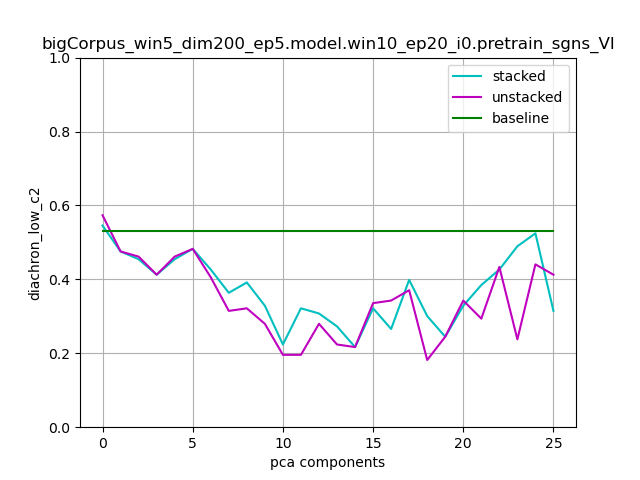 bigCorpus_win5_dim200_ep5.model.win10_ep20_i0.pretrain_sgns_VI
1.0
0.8
0.6
0.4
0.2
0.0
diachron_low_c2
stacked
unstacked
baseline
0 5 10 15 20 25
pca components